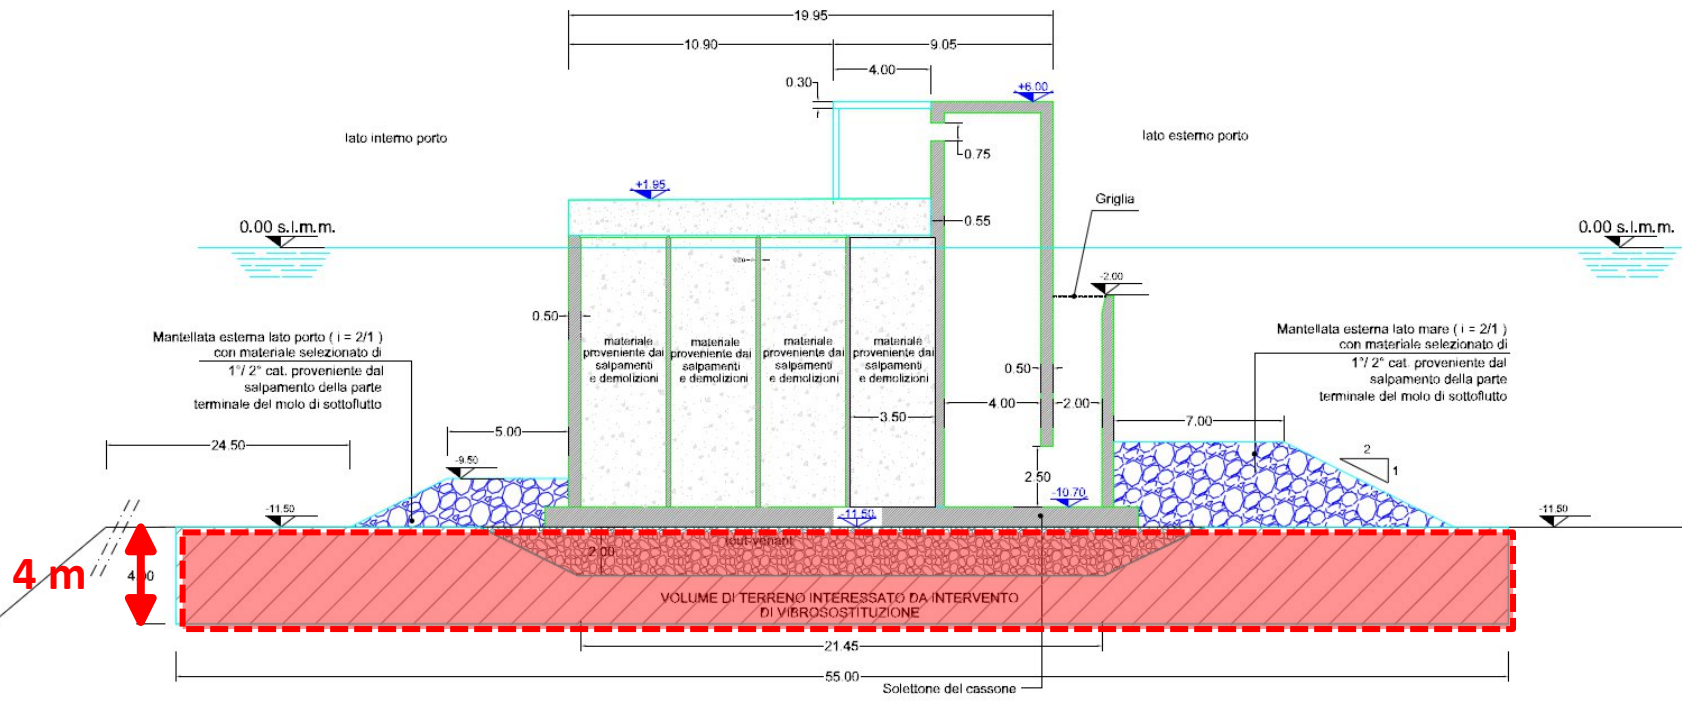 19.95
10.90
9.05
4.00
0.30
+6.00
lato interno porto
lato esterno porto
0.75
+1.95
Griglia
0.55
0.00 s.l.m.m.
0.00 s.l.m.m.
-2.00
0.50
Mantellata esterna lato porto ( i = 2/1 )
con materiale selezionato di
1°/ 2° cat. proveniente dal
salpamento della parte
terminale del molo di sottoflutto
materiale
proveniente dai
salpamenti
e demolizioni
materiale
proveniente dai
salpamenti
e demolizioni
materiale
proveniente dai
salpamenti
e demolizioni
materiale
proveniente dai
salpamenti
e demolizioni
Mantellata esterna lato mare ( i = 2/1 )
con materiale selezionato di
1°/ 2° cat. proveniente dal
salpamento della parte
terminale del molo di sottoflutto
0.50
4.00
2.00
3.50
7.00
5.00
24.50
2
1
-9.50
2.50
-10.70
-11.50
-11.50
-11.50
tout-venant
2.00
4 m
4.00
VOLUME DI TERRENO INTERESSATO DA INTERVENTO
DI VIBROSOSTITUZIONE
21.45
55.00
Solettone del cassone